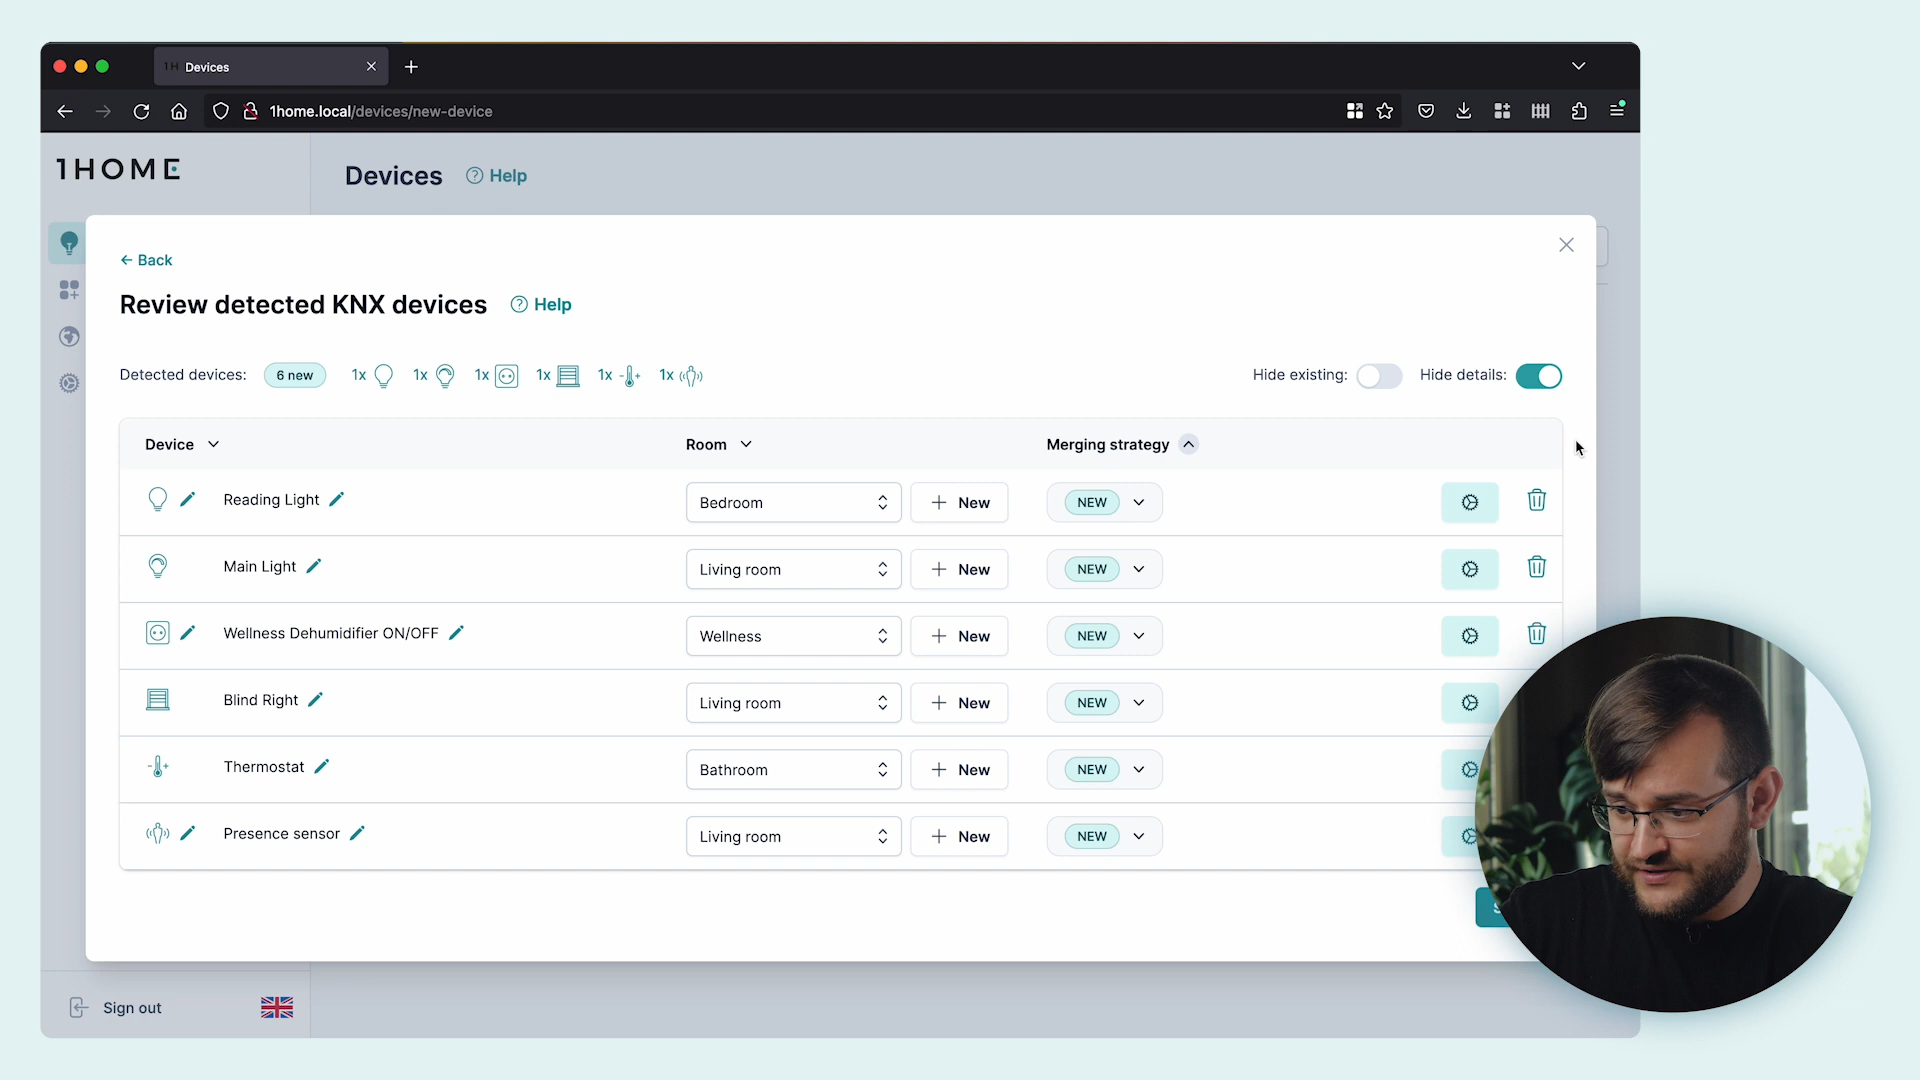 1H Devices
1home.local/devices/new-device
1HOME
Devices
Help
Back
Review detected KNX devices
Help
Detected devices:
6 new
1x
1x
1x
1x
1x
1x
Hide existing:
Hide details:
Device
Room
Merging strategy
Reading Light
Bedroom
New
NEW
Main Light
Living room
New
NEW
Wellness Dehumidifier ON/OFF
Wellness
New
NEW
Blind Right
Living room
New
NEW
Thermostat
Bathroom
New
NEW
Presence sensor
Living room
New
NEW
Sign out